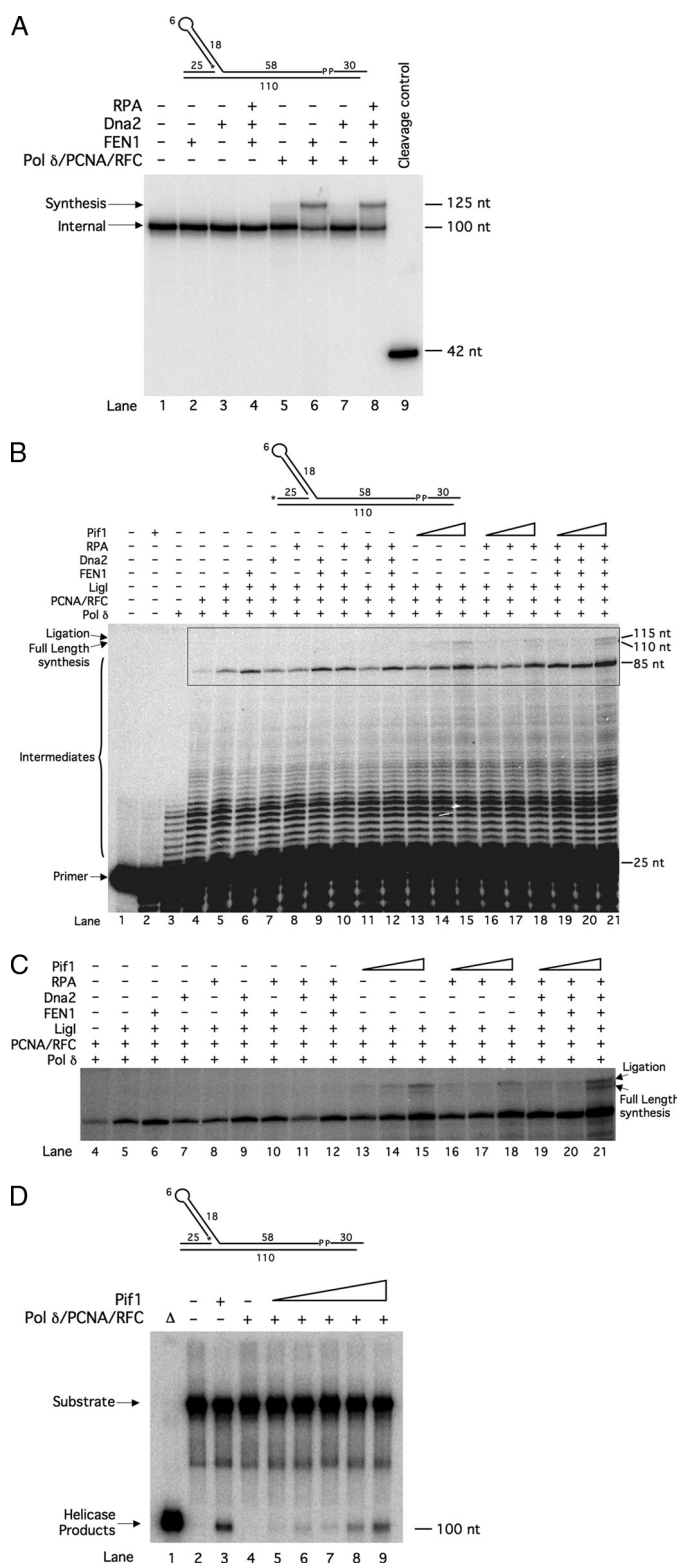 A
6
18
25 * 58 PP 30
110
RPA − − − + − − − +
Dna2 − − + + − − + +
FEN1 − + − + − + − +
Pol δ/PCNA/RFC − − − − + + + +
Cleavage control
Synthesis 125 nt
Internal 100 nt
42 nt
Lane 1 2 3 4 5 6 7 8 9
B
6
18
* 25 58 PP 30
110
Pif1 − + − − − − − − − − − −
RPA − − − − − − − + − + + + − − − + + + + + +
Dna2 − − − − − − + − + − + + − − − − − − + + +
FEN1 − − − − − + − − + + − + + + + + + + + + +
LigI − − − − + + + + + + + + + + + + + + + + +
PCNA/RFC − − − + + + + + + + + + + + + + + + + + +
Pol δ − − + + + + + + + + + + + + + + + + + + +
Ligation 115 nt
Full Length synthesis 110 nt
85 nt
Intermediates
25 nt
Primer
Lane 1 2 3 4 5 6 7 8 9 10 11 12 13 14 15 16 17 18 19 20 21
C
Pif1 − − − − − − − − −
RPA − − − − + − + + + − − − + + + + + +
Dna2 − − − + − + − + + − − − − − − + + +
FEN1 − − + − − + + − + + + + + + + + + +
LigI − + + + + + + + + + + + + + + + + +
PCNA/RFC + + + + + + + + + + + + + + + + + +
Pol δ + + + + + + + + + + + + + + + + + +
Ligation
Full Length
synthesis
Lane 4 5 6 7 8 9 10 11 12 13 14 15 16 17 18 19 20 21
D
6
18
25 * 58 PP 30
110
Pif1 − + −
Pol δ/PCNA/RFC Δ − − + + + + + +
Substrate
Helicase
Products
100 nt
Lane 1 2 3 4 5 6 7 8 9